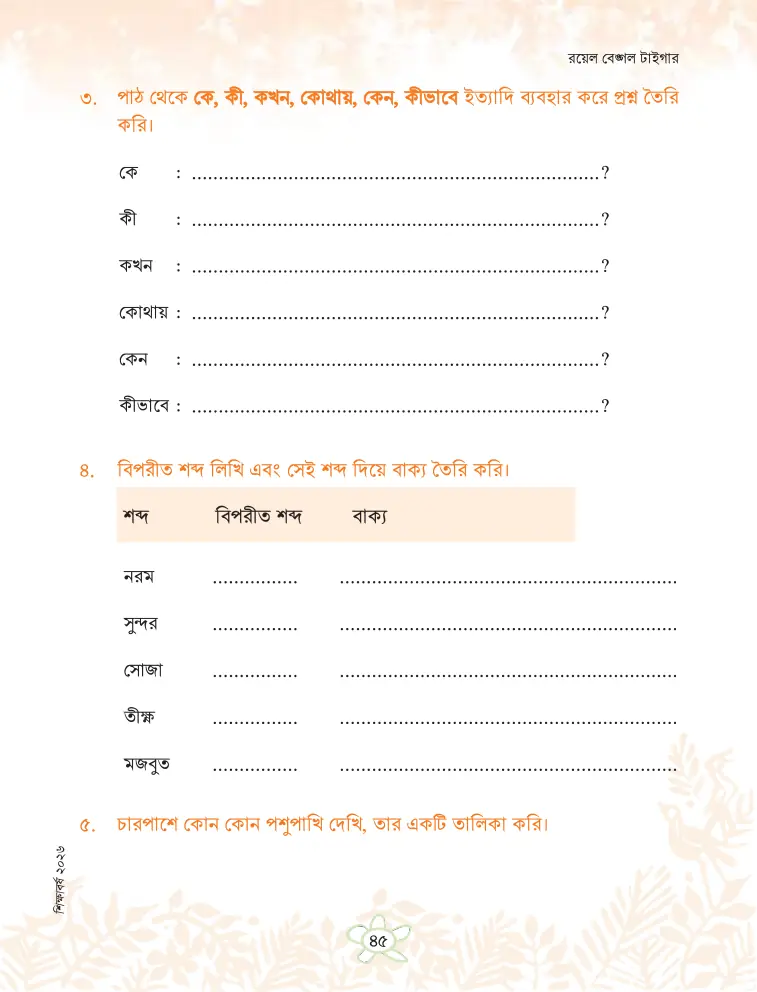 রয়েল বেঙ্গল টাইগার
৩. পাঠ থেকে কে, কী, কখন, কোথায়, কেন, কীভাবে ইত্যাদি ব্যবহার করে প্রশ্ন তৈরি
করি।
কে : ............................................................................?
কী : ............................................................................?
কখন : ............................................................................?
কোথায় : ............................................................................?
কেন : ............................................................................?
কীভাবে : ............................................................................?
৪. বিপরীত শব্দ লিখি এবং সেই শব্দ দিয়ে বাক্য তৈরি করি।
শব্দ বিপরীত শব্দ বাক্য
নরম ................ ...............................................................
সুন্দর ................ ...............................................................
সোজা ................ ...............................................................
তীক্ষ্ণ ................ ...............................................................
মজবুত ................ ...............................................................
৫. চারপাশে কোন কোন পশুপাখি দেখি, তার একটি তালিকা করি।
শিক্ষাবর্ষ ২০২৬
৪৫